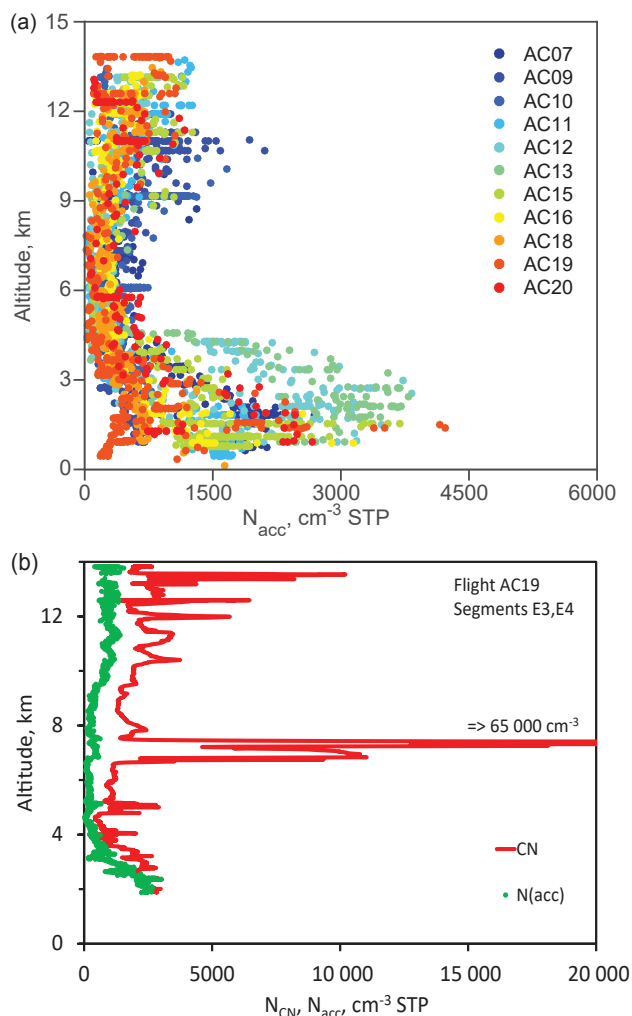 (a)
15
12
9
6
3
0
Altitude, km
AC07
AC09
AC10
AC11
AC12
AC13
AC15
AC16
AC18
AC19
AC20
0 1500 3000 4500 6000
N_acc, cm⁻³ STP
(b)
12
8
4
0
Altitude, km
Flight AC19
Segments E3,E4
=> 65 000 cm⁻³
CN
N(acc)
0 5000 10 000 15 000 20 000
N_CN, N_acc, cm⁻³ STP